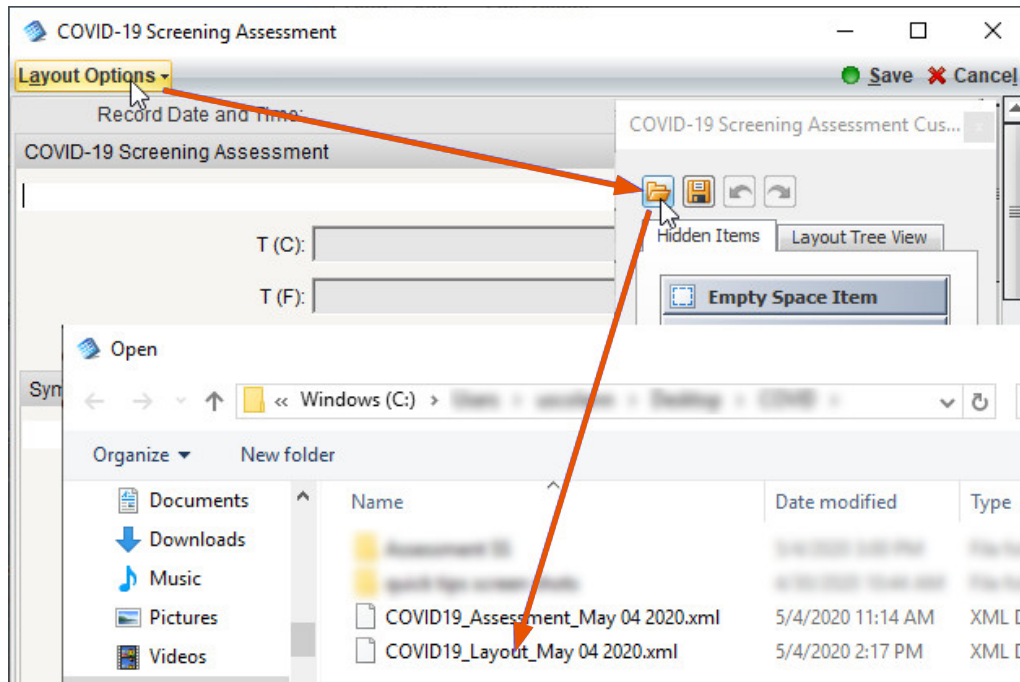 COVID-19 Screening Assessment
Layout Options
Save Cancel
Record Date and Time:
COVID-19 Screening Assessment Cus...
COVID-19 Screening Assessment
Hidden Items Layout Tree View
T (C):
Empty Space Item
T (F):
Open
« Windows (C:) >
Organize New folder
Documents
Name Date modified Type
Downloads
Music
Pictures
COVID19_Assessment_May 04 2020.xml 5/4/2020 11:14 AM XML D
Videos
COVID19_Layout_May 04 2020.xml 5/4/2020 2:17 PM XML D